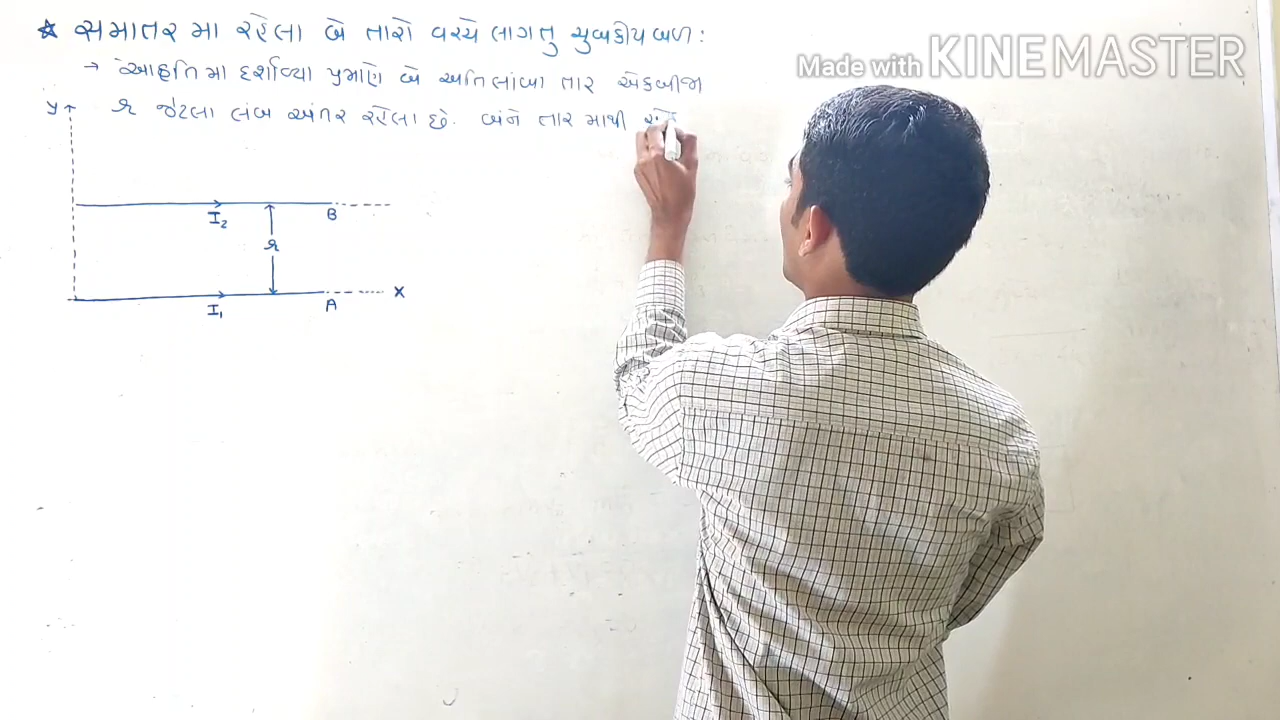 ★ સમાતર મા રહેલા બે તારો વચ્ચે લાગતુ ચુબકીય બળ :
→ આકૃતિ મા દર્શાવ્યા પ્રમાણે બે અતિ લાંબા તાર એકબીજા
r જેટલા લંબ અંતર રહેલા છે. બંને તાર માથી
Made with KINEMASTER
y
I₂
B
r
I₁
A
X